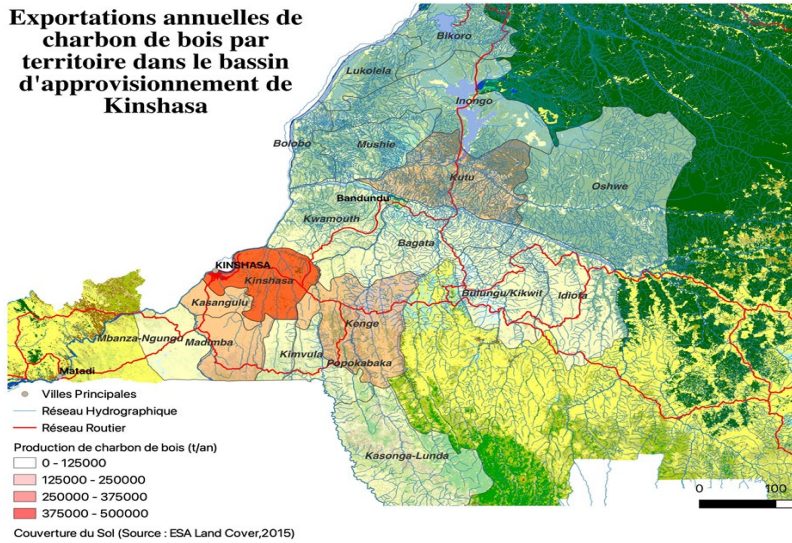 Exportations annuelles de
charbon de bois par
territoire dans le bassin
d'approvisionnement de
Kinshasa
Bikoro
Lukolela
Inongo
Bolobo
Mushie
Kutu
Oshwe
Bandundu
Kwamouth
Bagata
KINSHASA
Kinshasa
Kasangulu
Bulungu/Kikwit
Idiofa
Mbanza-Ngungu
Madimba
Kenge
Kimvula
Popokabaka
Matadi
Kasonga-Lunda
Villes Principales
Réseau Hydrographique
Réseau Routier
Production de charbon de bois (t/an)
0 - 125000
125000 - 250000
250000 - 375000
375000 - 500000
0 100
Couverture du Sol (Source : ESA Land Cover,2015)